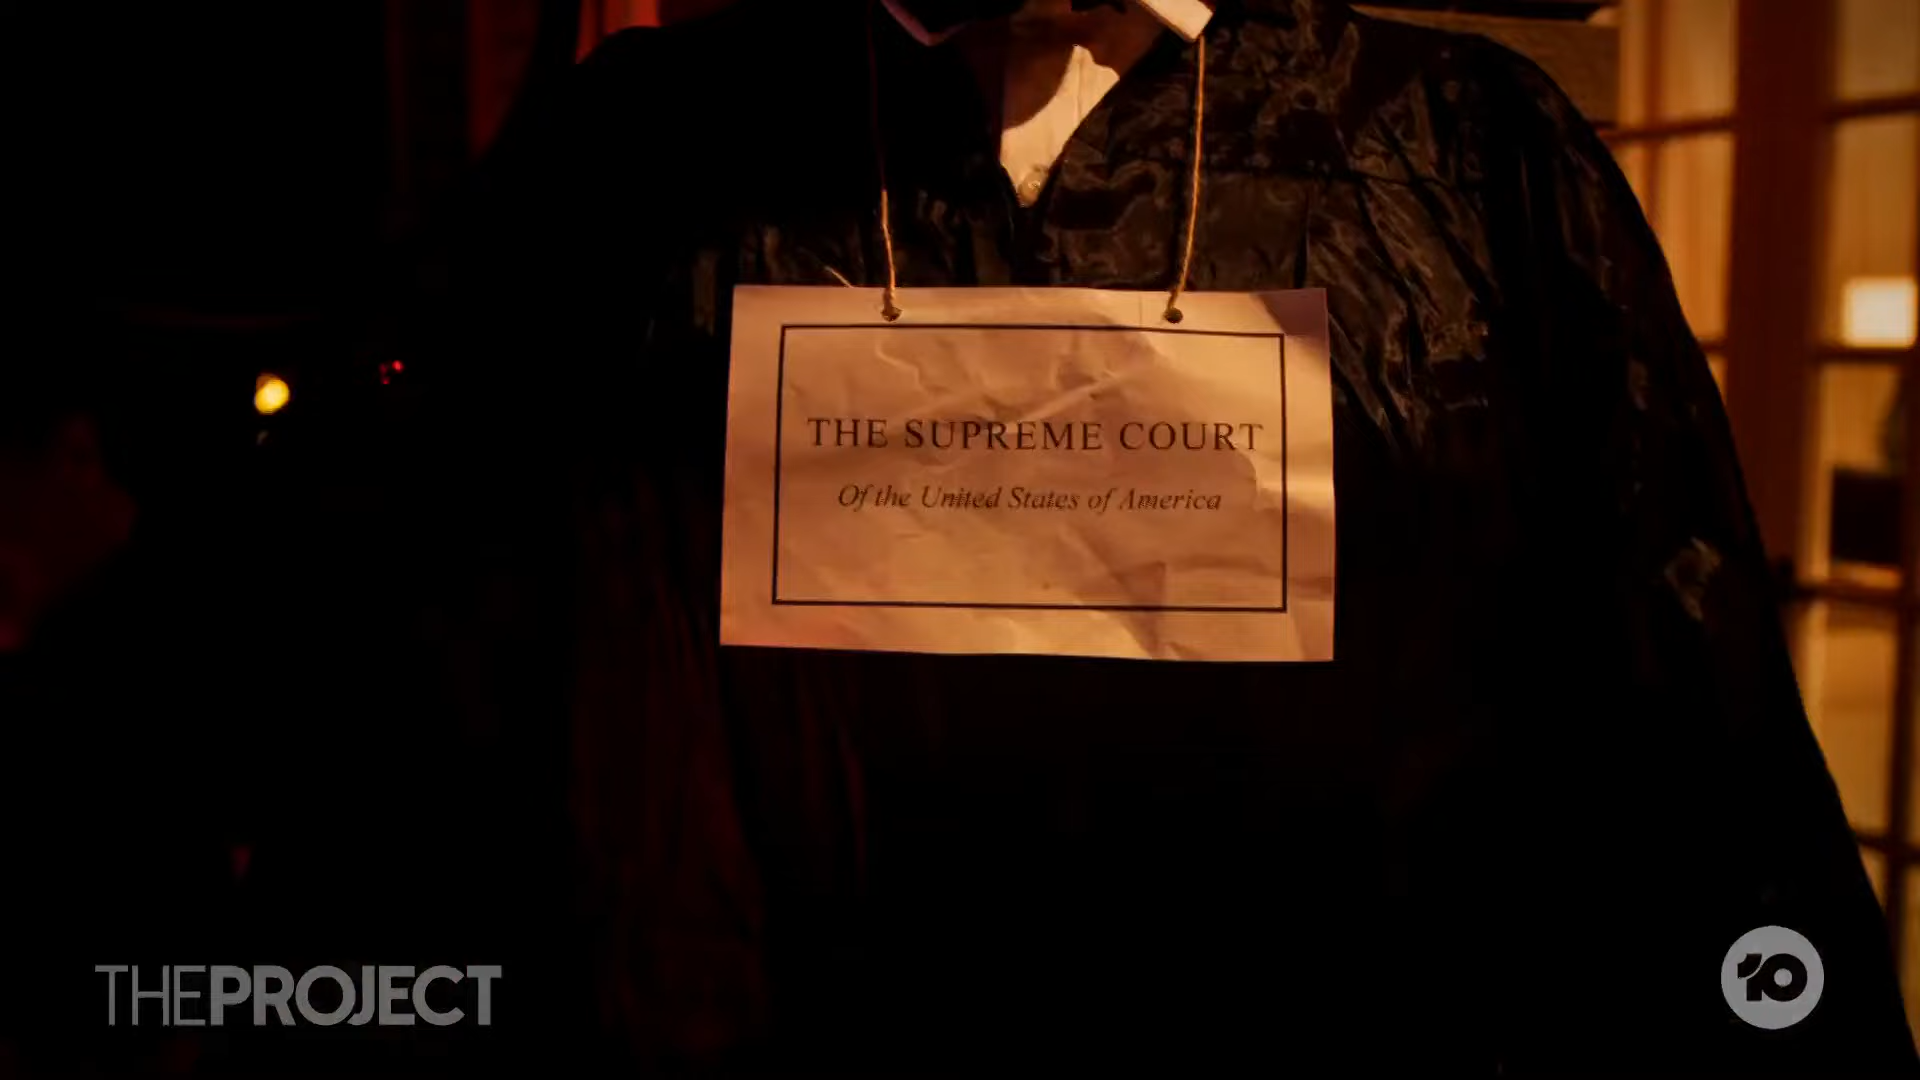 THE SUPREME COURT
Of the United States of America
THEPROJECT
10